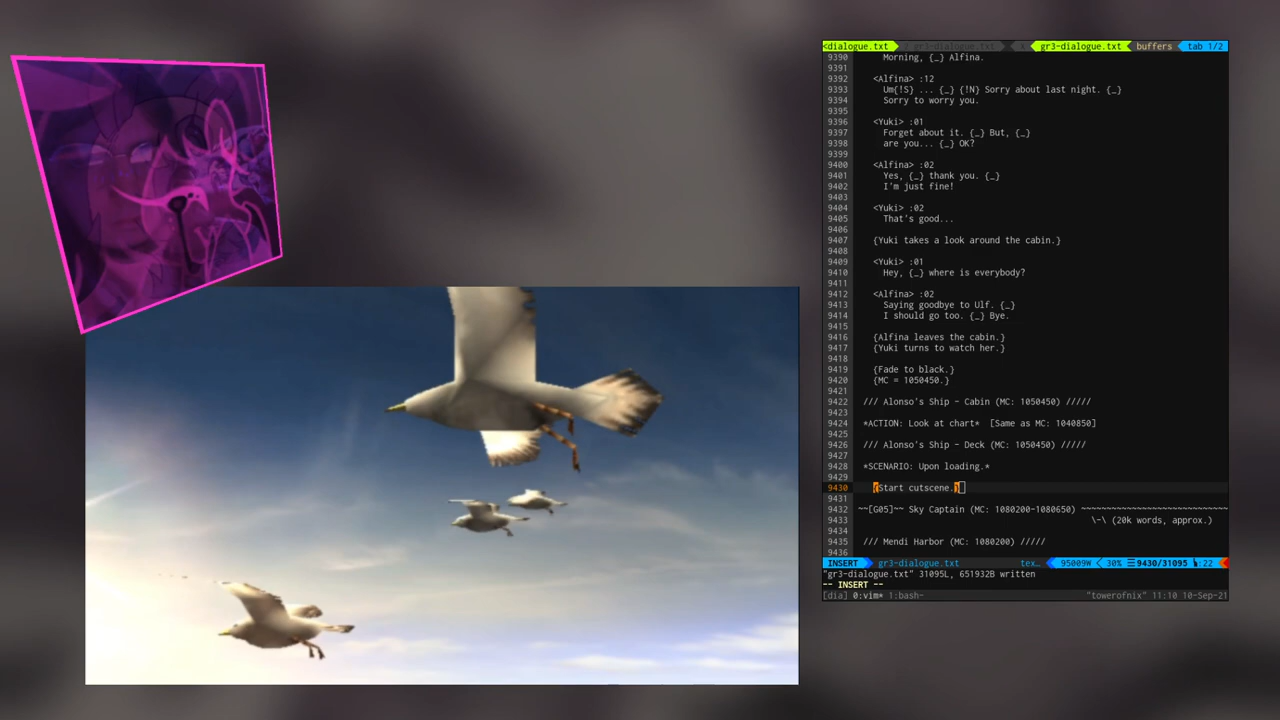 <dialogue.txt gr3-dialogue.txt gr3-dialogue.txt buffers tab 1/2
9390 Morning, {_} Alfina.
9391
9392 <Alfina> :12
9393 Um{!S} ... {_} {!N} Sorry about last night. {_}
9394 Sorry to worry you.
9395
9396 <Yuki> :01
9397 Forget about it. {_} But, {_}
9398 are you... {_} OK?
9399
9400 <Alfina> :02
9401 Yes, {_} thank you. {_}
9402 I'm just fine!
9403
9404 <Yuki> :02
9405 That's good...
9406
9407 {Yuki takes a look around the cabin.}
9408
9409 <Yuki> :01
9410 Hey, {_} where is everybody?
9411
9412 <Alfina> :02
9413 Saying goodbye to Ulf. {_}
9414 I should go too. {_} Bye.
9415
9416 {Alfina leaves the cabin.}
9417 {Yuki turns to watch her.}
9418
9419 {Fade to black.}
9420 {MC = 1050450.}
9421
9422 /// Alonso's Ship - Cabin (MC: 1050450) /////
9423
9424 *ACTION: Look at chart* [Same as MC: 1040850]
9425
9426 /// Alonso's Ship - Deck (MC: 1050450) /////
9427
9428 *SCENARIO: Upon loading.*
9429
9430 {Start cutscene.}
9431
9432 ~~[G05]~~ Sky Captain (MC: 1080200-1080650) ~~~~~~~~~~~~~~~~~~~~~~~~~~~~
9433 \-\ (20k words, approx.)
9434
9435 /// Mendi Harbor (MC: 1080200) /////
9436
INSERT gr3-dialogue.txt tex… 95009W 30% ☰9430/31095 :22
"gr3-dialogue.txt" 31095L, 651932B written
-- INSERT --
[dia] 0:vim* 1:bash- "towerofnix" 11:10 10-Sep-21